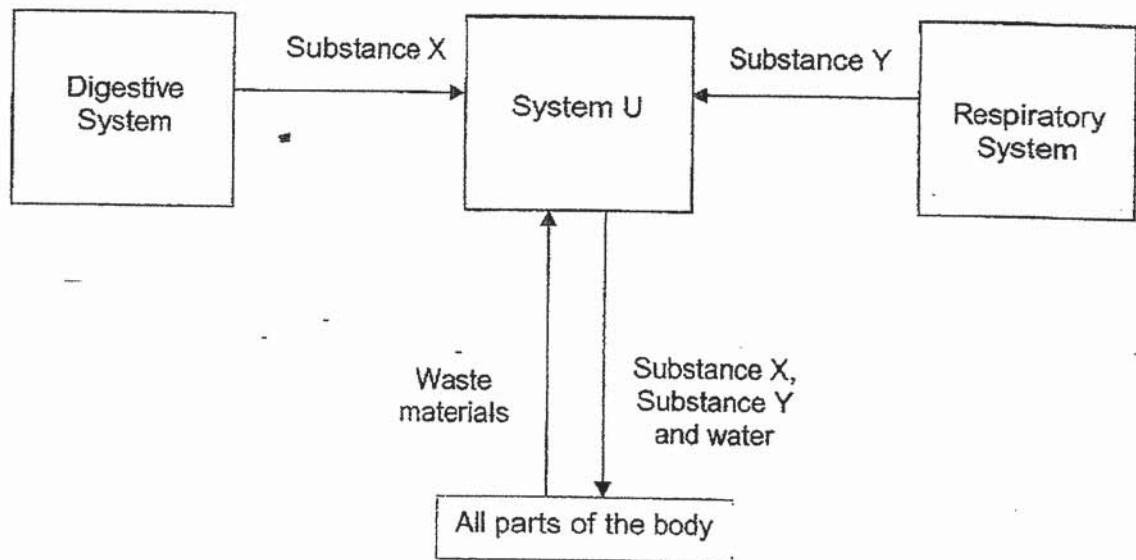 Substance X
Substance Y
Digestive
System
System U
Respiratory
System
Waste
materials
Substance X,
Substance Y
and water
All parts of the body